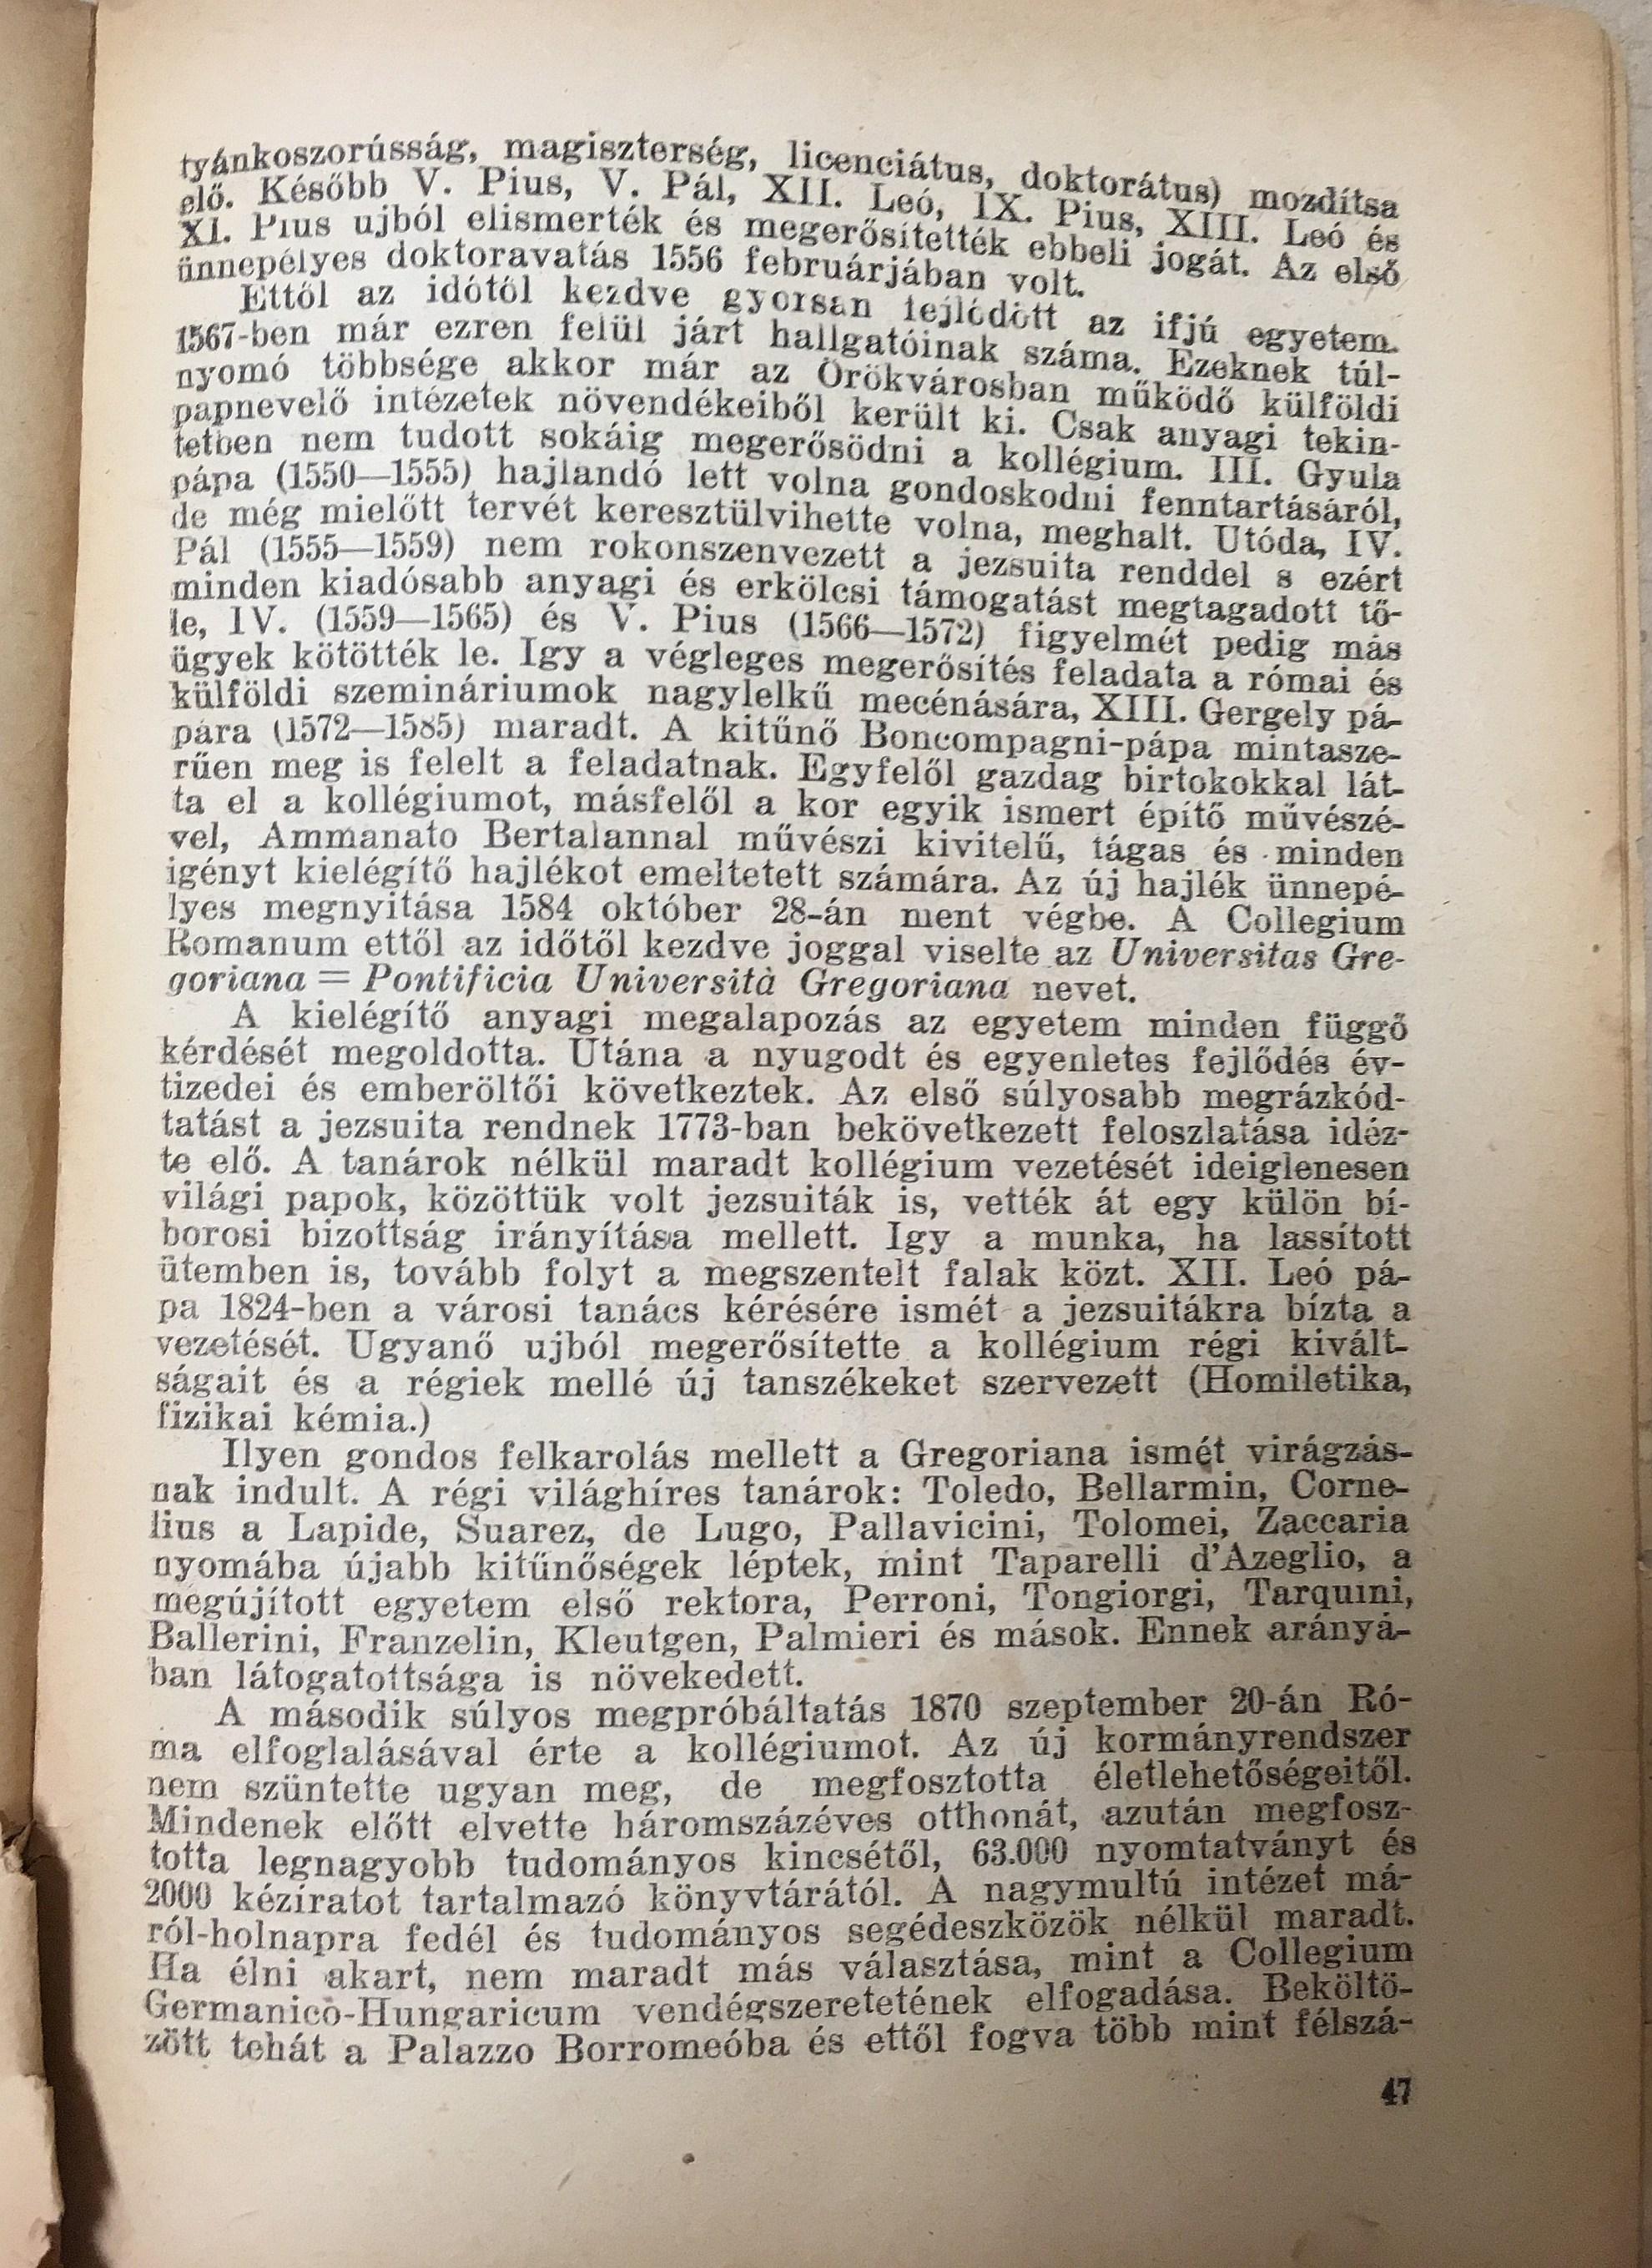 tyánkoszorússág, magiszterség, licenciátus, doktorátus) mozdítsa
elő. Később V. Pius, V. Pál, XII. Leó, IX. Pius, XIII. Leó és
XI. Pius ujból elismerték és megerősítették ebbeli jogát. Az első
ünnepélyes doktoravatás 1556 februárjában volt.
Ettől az idótól kezdve gyorsan fejlődött az ifjú egyetem.
1567-ben már ezren felül járt hallgatóinak száma. Ezeknek túl-
nyomó többsége akkor már az Örökvárosban működő külföldi
papnevelő intézetek növendékeiből került ki. Csak anyagi tekin-
tetben nem tudott sokáig megerősödni a kollégium. III. Gyula
pápa (1550—1555) hajlandó lett volna gondoskodni fenntartásáról,
de még mielőtt tervét keresztülvihette volna, meghalt. Utóda, IV.
Pál (1555—1559) nem rokonszenvezett a jezsuita renddel s ezért
minden kiadósabb anyagi és erkölcsi támogatást megtagadott tő-
le, IV. (1559—1565) és V. Pius (1566—1572) figyelmét pedig más
ügyek kötötték le. Igy a végleges megerősítés feladata a római és
külföldi szemináriumok nagylelkű mecénására, XIII. Gergely pá-
pára (1572—1585) maradt. A kitűnő Boncompagni-pápa mintasze-
rűen meg is felelt a feladatnak. Egyfelől gazdag birtokokkal lát-
ta el a kollégiumot, másfelől a kor egyik ismert építő művészé-
vel, Ammanato Bertalannal művészi kivitelű, tágas és minden
igényt kielégítő hajlékot emeltetett számára. Az új hajlék ünnepé-
lyes megnyitása 1584 október 28-án ment végbe. A Collegium
Romanum ettől az időtől kezdve joggal viselte az Universitas Gre-
goriana = Pontificia Università Gregoriana nevet.
A kielégítő anyagi megalapozás az egyetem minden függő
kérdését megoldotta. Utána a nyugodt és egyenletes fejlődés év-
tizedei és emberöltői következtek. Az első súlyosabb megrázkód-
tatást a jezsuita rendnek 1773-ban bekövetkezett feloszlatása idéz-
te elő. A tanárok nélkül maradt kollégium vezetését ideiglenesen
világi papok, közöttük volt jezsuiták is, vették át egy külön bí-
borosi bizottság irányítása mellett. Igy a munka, ha lassított
ütemben is, tovább folyt a megszentelt falak közt. XII. Leó pá-
pa 1824-ben a városi tanács kérésére ismét a jezsuitákra bízta a
vezetését. Ugyanő ujból megerősítette a kollégium régi kivált-
ságait és a régiek mellé új tanszékeket szervezett (Homiletika,
fizikai kémia.)
Ilyen gondos felkarolás mellett a Gregoriana ismét virágzás-
nak indult. A régi világhíres tanárok: Toledo, Bellarmin, Corne-
lius a Lapide, Suarez, de Lugo, Pallavicini, Tolomei, Zaccaria
nyomába újabb kitűnőségek léptek, mint Taparelli d'Azeglio, a
megújított egyetem első rektora, Perroni, Tongiorgi, Tarquini,
Ballerini, Franzelin, Kleutgen, Palmieri és mások. Ennek arányá-
ban látogatottsága is növekedett.
A második súlyos megpróbáltatás 1870 szeptember 20-án Ró-
ma elfoglalásával érte a kollégiumot. Az új kormányrendszer
nem szüntette ugyan meg, de megfosztotta életlehetőségeitől.
Mindenek előtt elvette háromszázéves otthonát, azután megfosz-
totta legnagyobb tudományos kincsétől, 63.000 nyomtatványt és
2000 kéziratot tartalmazó könyvtárától. A nagymultú intézet má-
ról-holnapra fedél és tudományos segédeszközök nélkül maradt.
Ha élni akart, nem maradt más választása, mint a Collegium
Germanico-Hungaricum vendégszeretetének elfogadása. Beköltö-
zött tehát a Palazzo Borromeóba és ettől fogva több mint félszá-
47